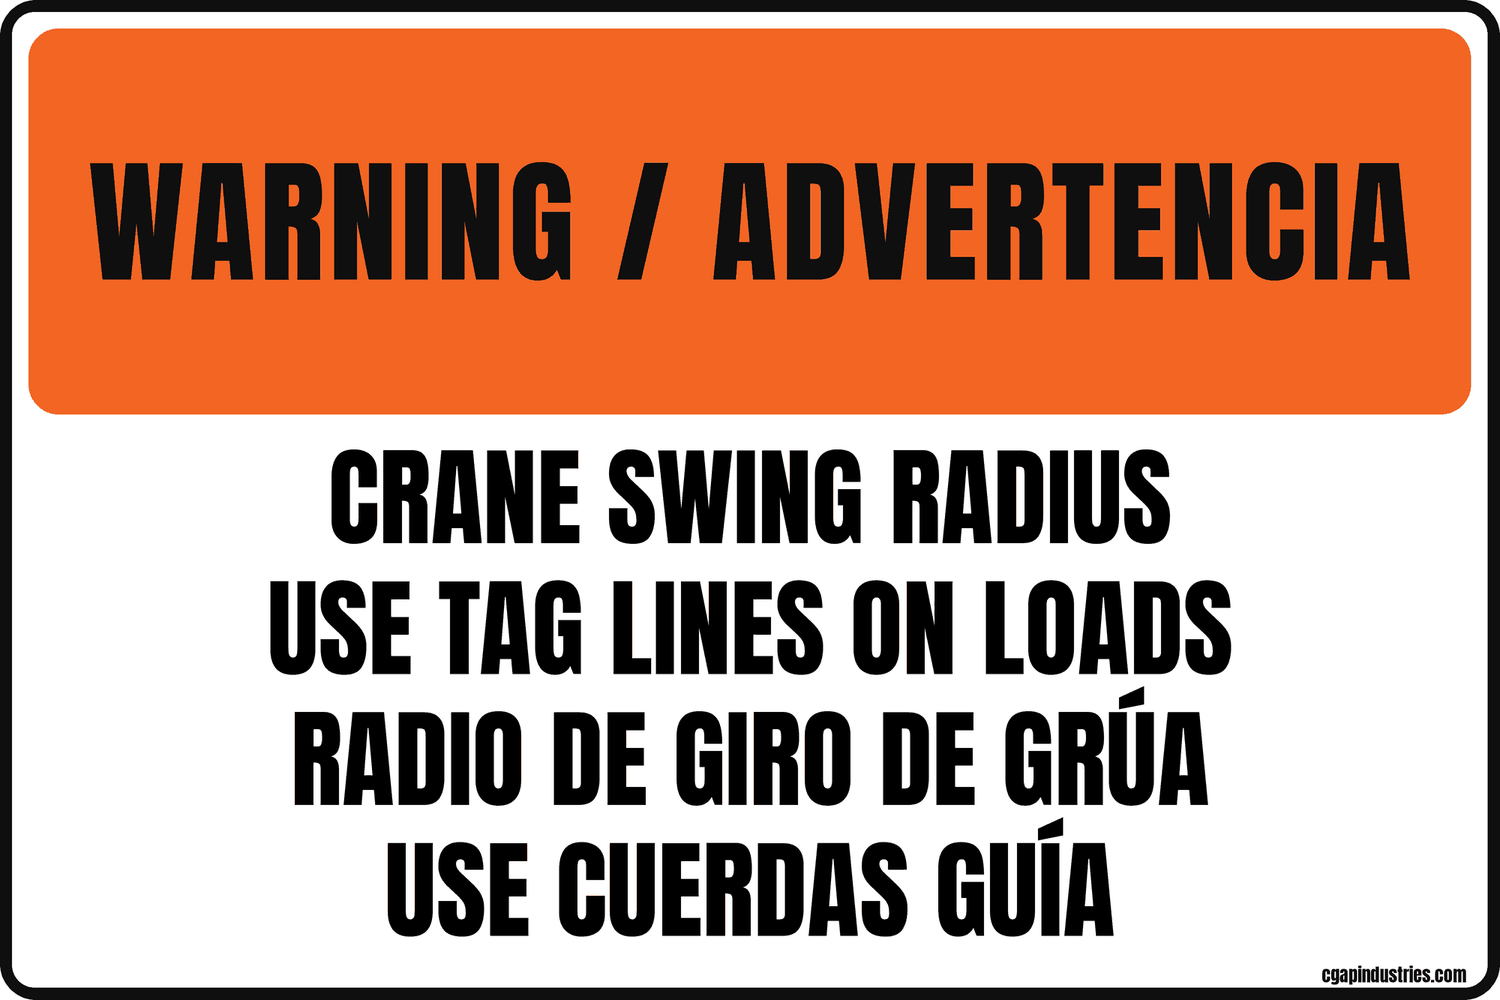 WARNING / ADVERTENCIA
CRANE SWING RADIUS
USE TAG LINES ON LOADS
RADIO DE GIRO DE GRÚA
USE CUERDAS GUÍA
cgapindustries.com